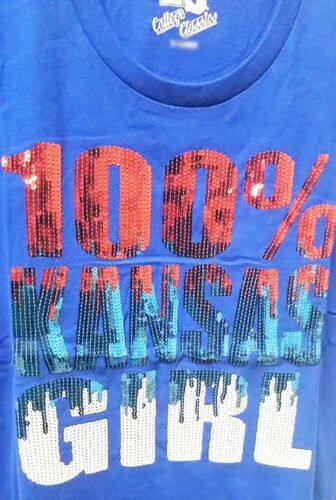 College
Classics
100%
KANSAS
GIRL